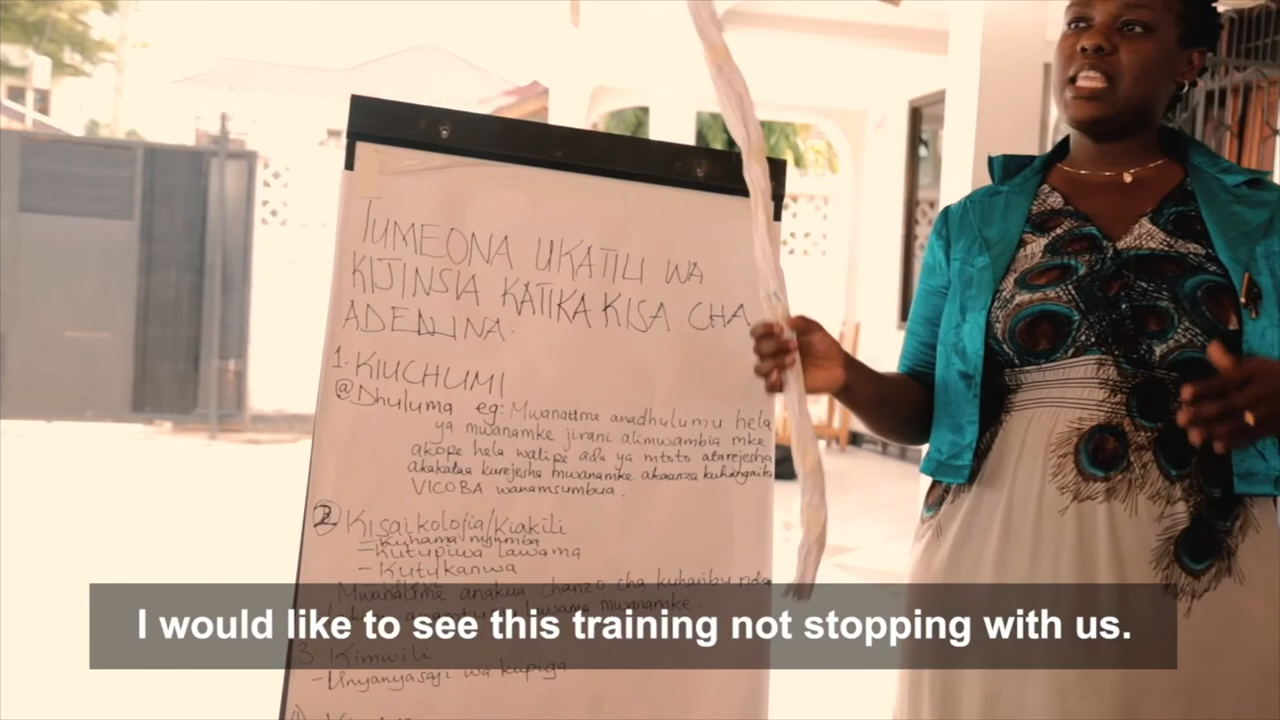 TUMEONA UKATILI WA
KIJINSIA KATIKA KISA CHA
ADELINA.
1. KIUCHUMI
@ Dhuluma eg: Mwanaume anadhulumu hela
ya mwanamke jirani alimwambia mke
akope hela walipe ada ya mtoto atarejesha
akakataa kurejesha mwanamke akaanza kuhangaika
VICOBA wanamsumbua.
2 Kisaikolojia/Kiakili
- Kuhama nyumba
- Kutupiwa lawama
- Kutukanwa
Mwanaume anakua chanzo cha kuharibu
lawama mwanamke.
I would like to see this training not stopping with us.
3. Kimwili
- Unyanyasaji wa kupiga